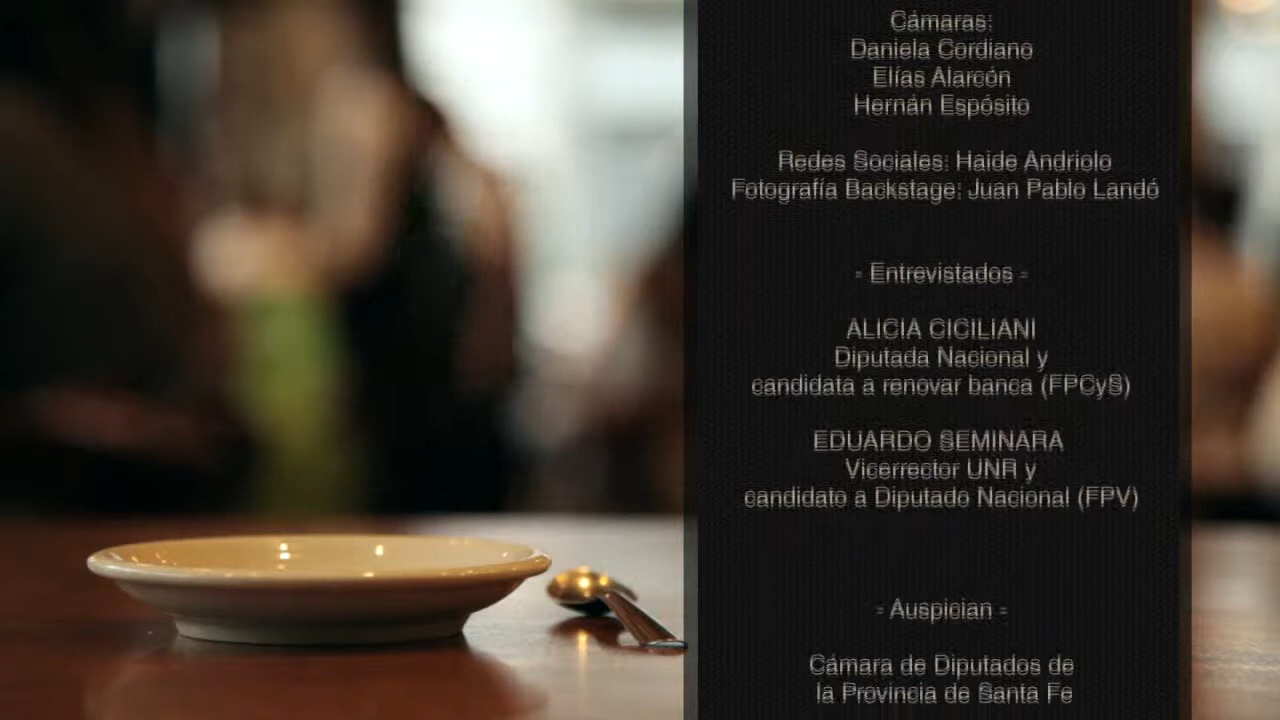 Cámaras:
Daniela Cordiano
Elías Alarcón
Hernán Espósito
Redes Sociales: Haide Andriolo
Fotografía Backstage: Juan Pablo Landó
- Entrevistados -
ALICIA CICILIANI
Diputada Nacional y
candidata a renovar banca (FPCyS)
EDUARDO SEMINARA
Vicerrector UNR y
candidato a Diputado Nacional (FPV)
- Auspician -
Cámara de Diputados de
la Provincia de Santa Fe